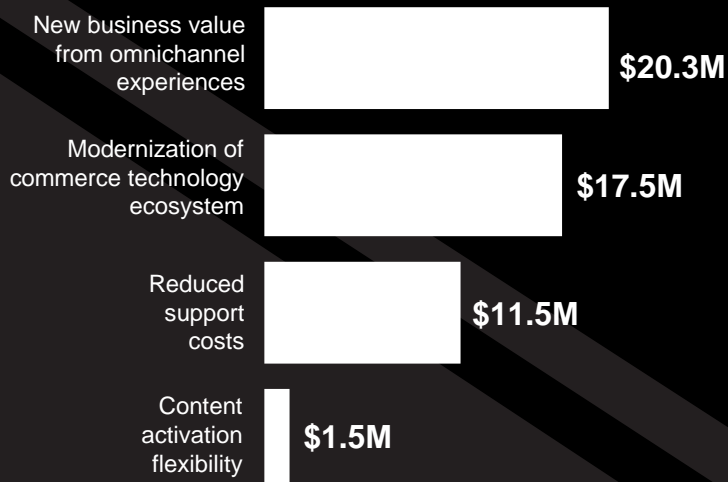 New business value
from omnichannel
experiences
$20.3M
Modernization of
commerce technology
ecosystem
$17.5M
Reduced
support
costs
$11.5M
Content
activation
flexibility
$1.5M